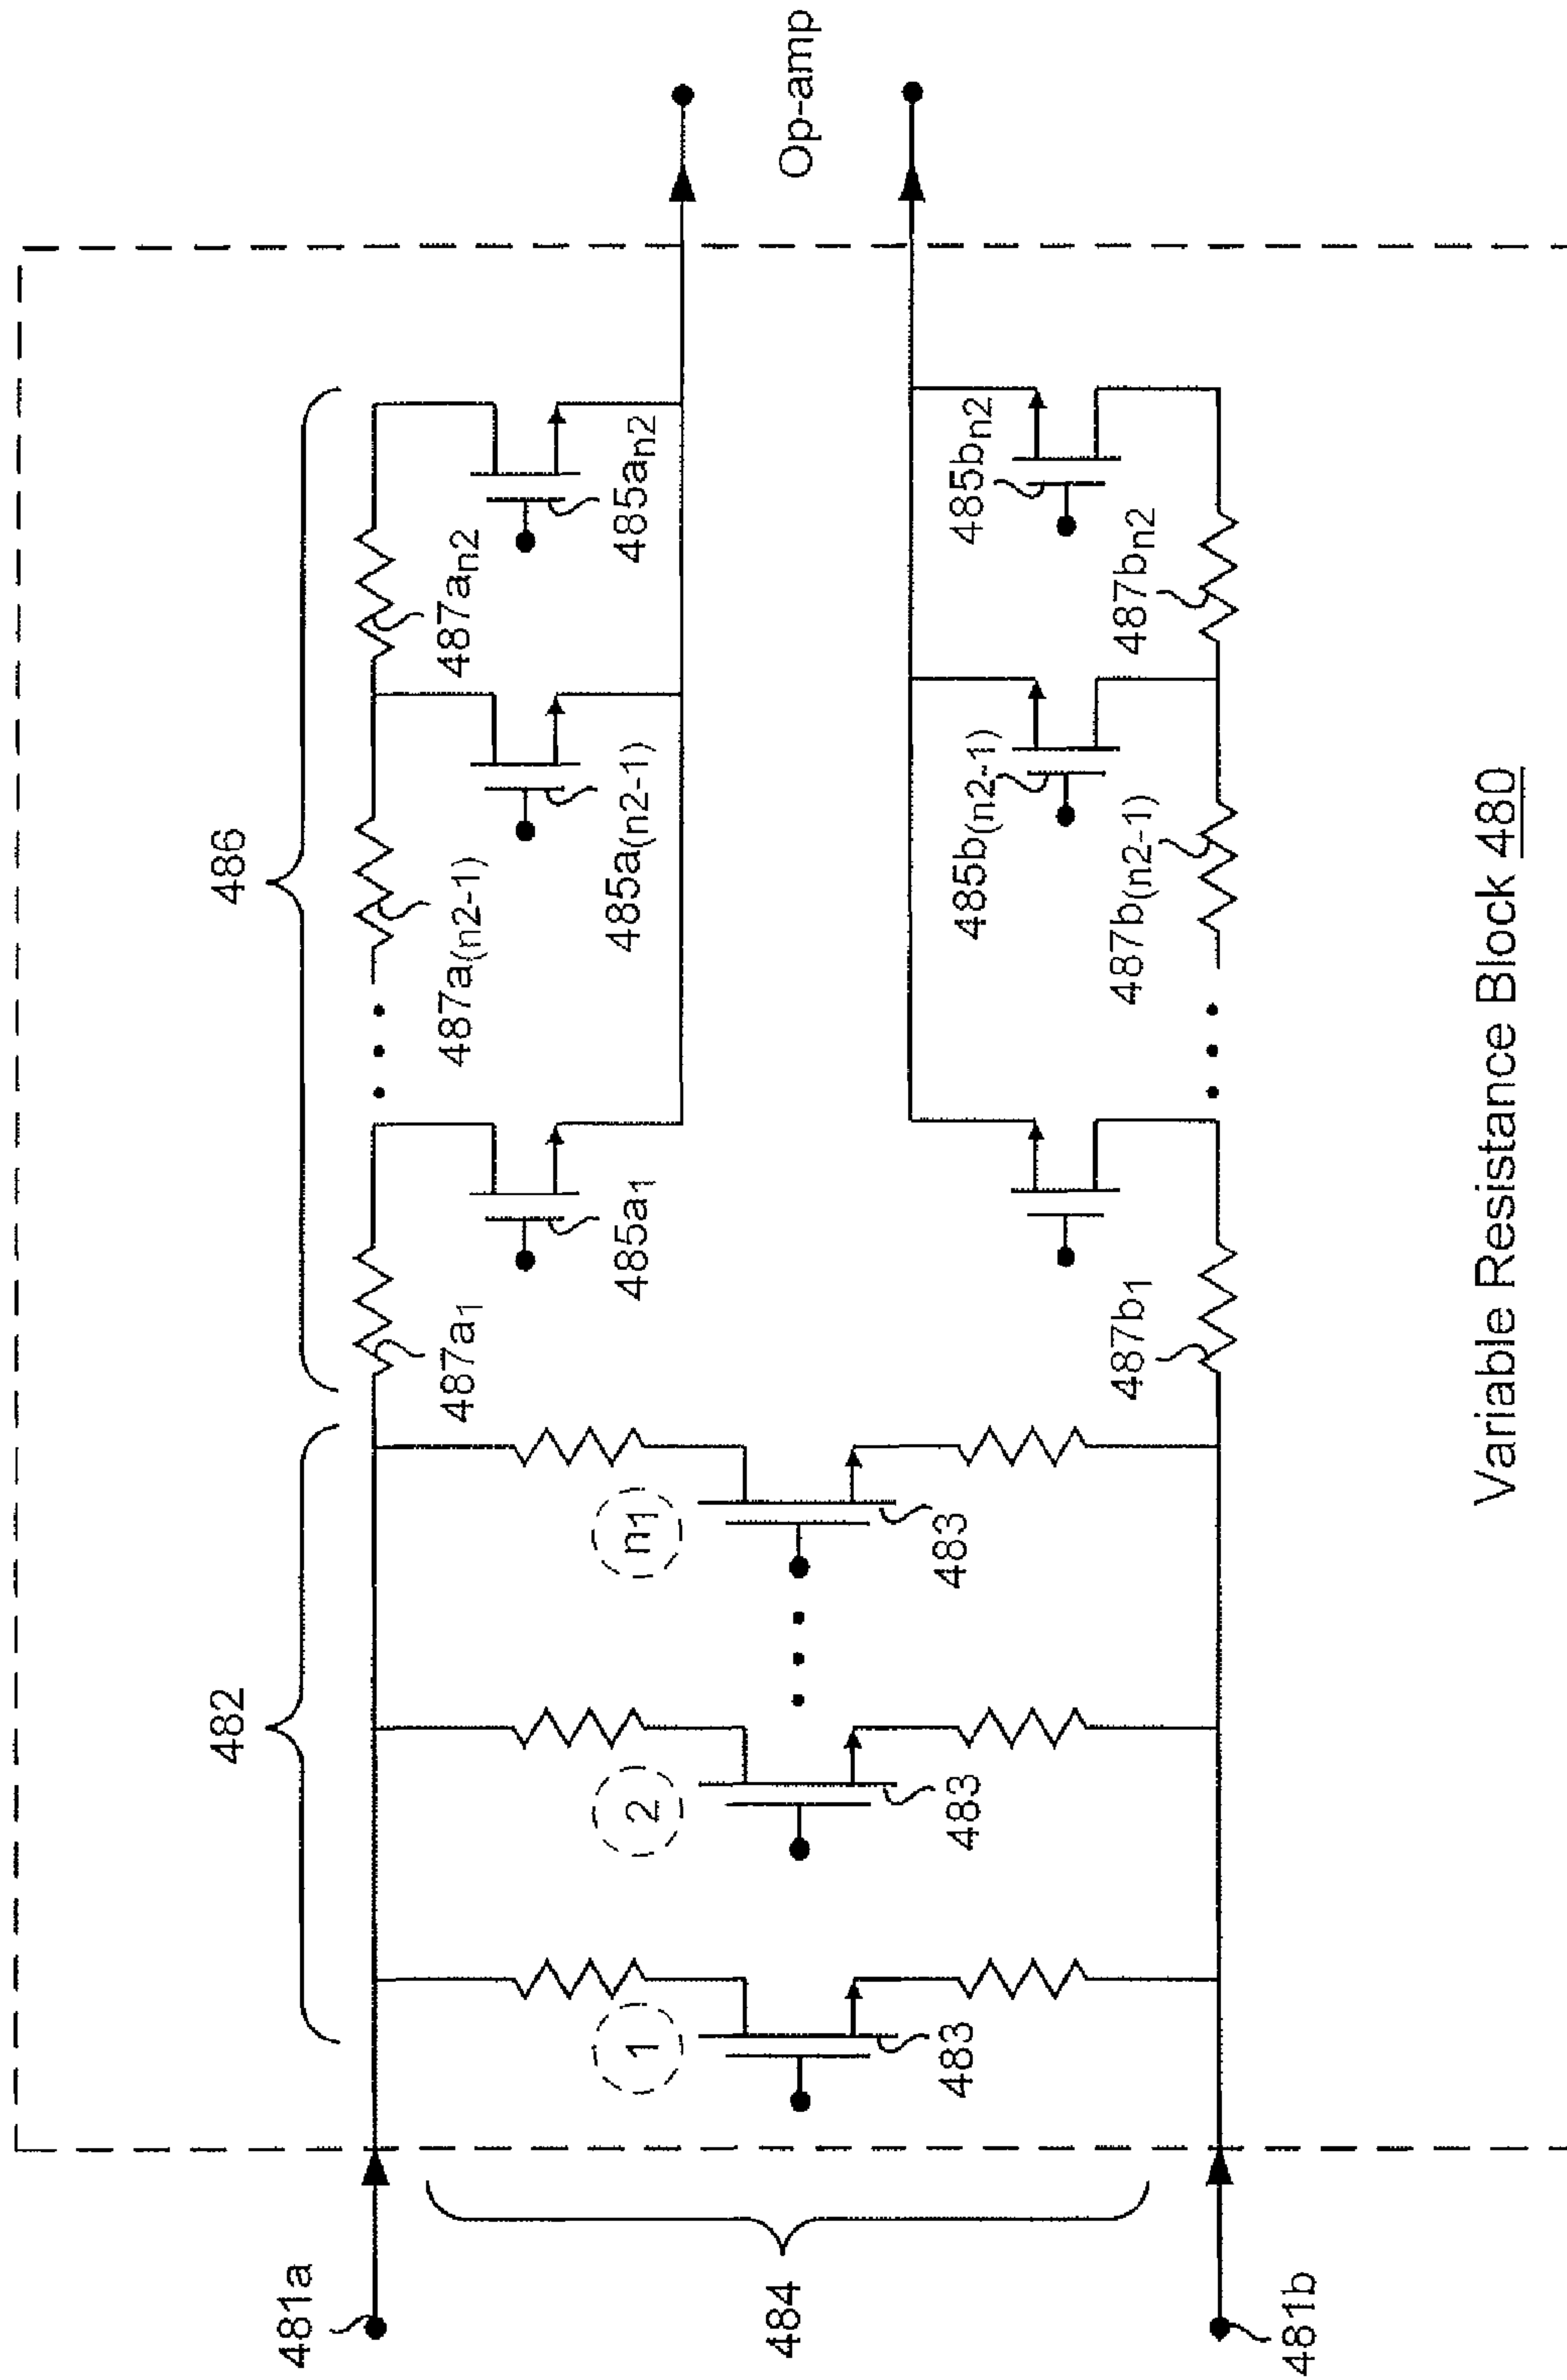 482
486
481a
484
481b
1
2
n1
483
483
483
487a1
487a(n2-1)
487an2
485a1
485a(n2-1)
485an2
Op-amp
485b(n2-1)
485bn2
487b1
487b(n2-1)
487bn2
Variable Resistance Block 480